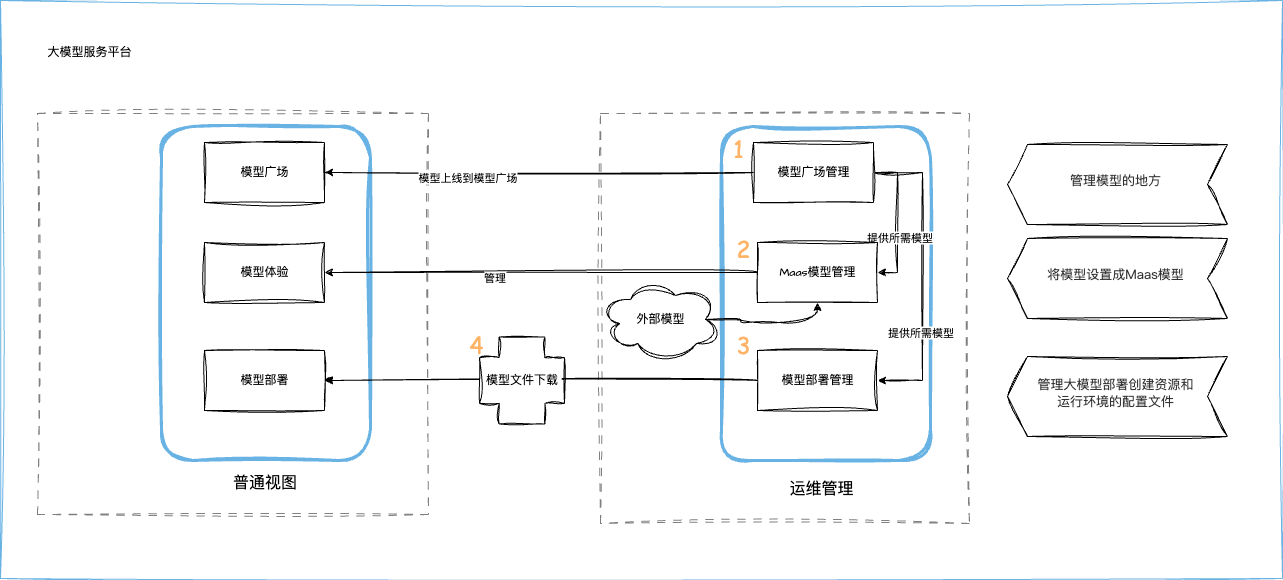 大模型服务平台
1
模型广场
模型上线到模型广场
模型广场管理
管理模型的地方
提供所需模型
2
模型体验
管理
Maas模型管理
将模型设置成Maas模型
外部模型
提供所需模型
4
3
模型部署
模型文件下载
模型部署管理
管理大模型部署创建资源和
运行环境的配置文件
普通视图
运维管理